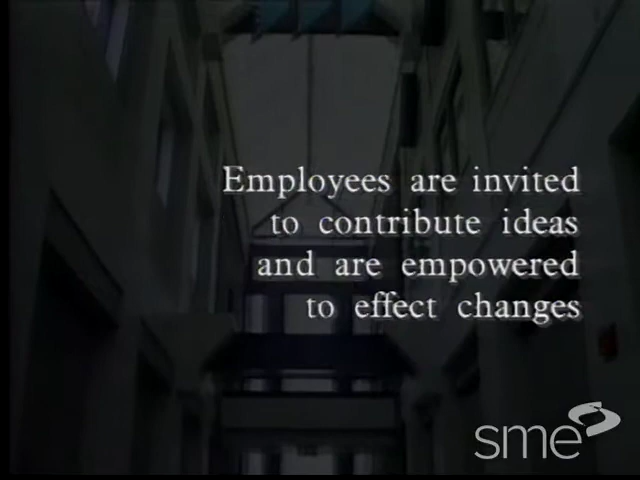 Employees are invited
to contribute ideas
and are empowered
to effect changes
sme